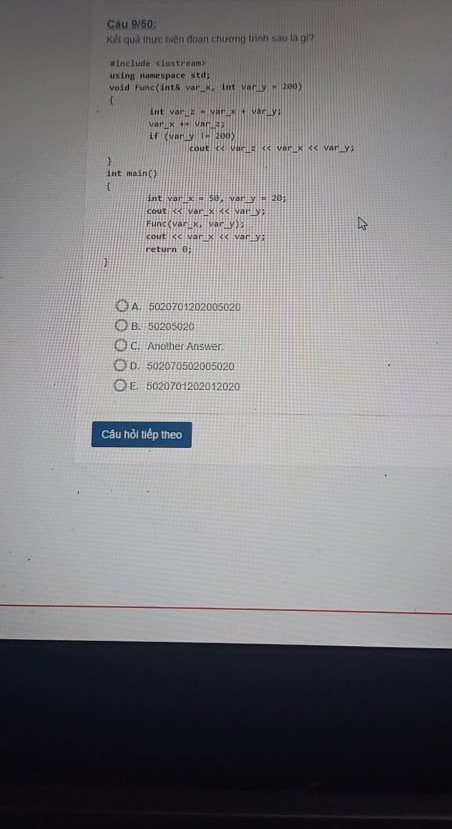 Câu 9/50:
Kết quả thực hiện đoạn chương trình sau là gì?
#include <iostream>
using namespace std;
void Func(int& var_x, int var_y = 200)
{
int var_z = var_x + var_y;
var_x += var_z;
if (var_y != 200)
cout << var_z << var_x << var_y;
}
int main()
{
int var_x = 50, var_y = 20;
cout << var_x << var_y;
Func(var_x, var_y);
cout << var_x << var_y;
return 0;
}
A. 5020701202005020
B. 50205020
C. Another Answer.
D. 502070502005020
E. 5020701202012020
Câu hỏi tiếp theo